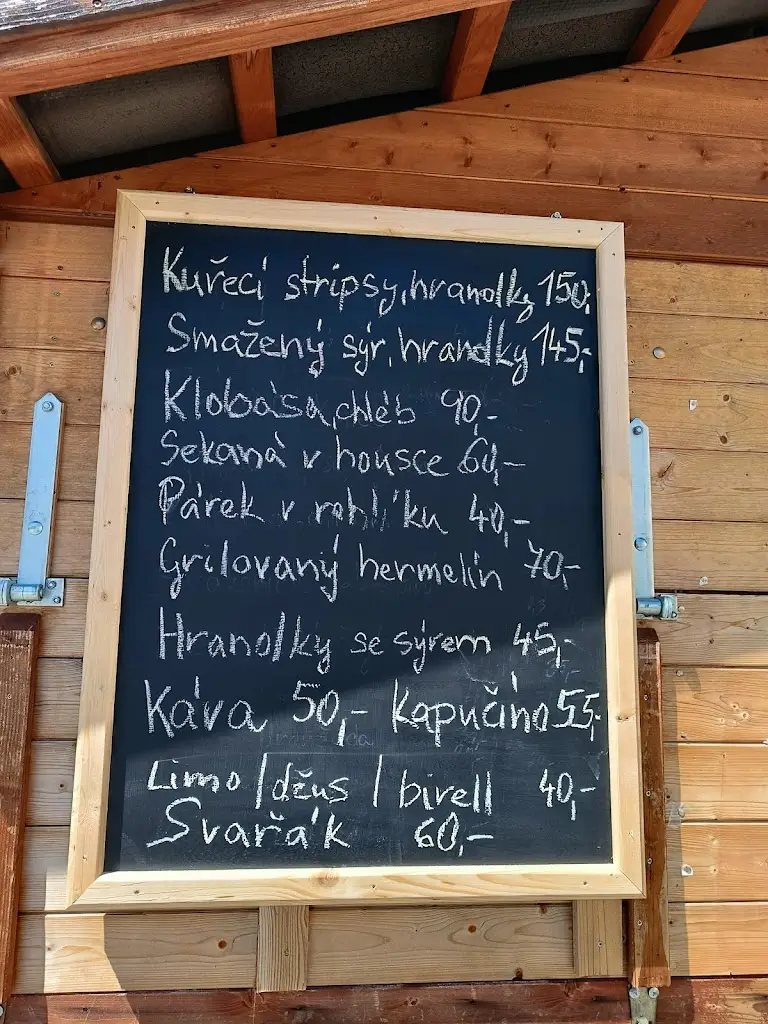 Kuřecí stripsy, hranolky 150,-
Smažený sýr, hranolky 145,-
Klobása, chléb 90,-
Sekaná v housce 60,-
Párek v rohlíku 40,-
Grilovaný hermelín 70,-
Hranolky se sýrem 45,-
Káva 50,- Kapučíno 55,-
Limo / džus / birell 40,-
Svařák 60,-